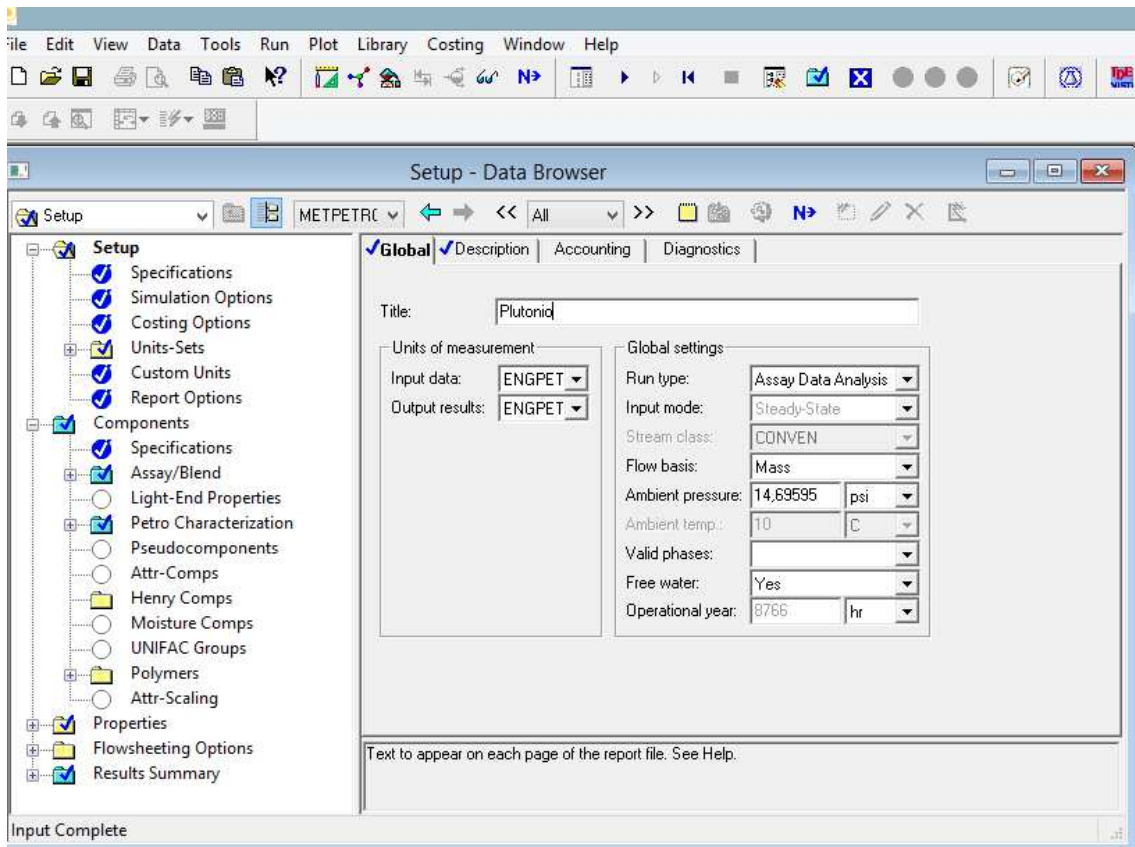 ile Edit View Data Tools Run Plot Library Costing Window Help
N
Setup - Data Browser
Setup METPETR( << All >> N
Setup
Specifications
Simulation Options
Costing Options
Units-Sets
Custom Units
Report Options
Components
Specifications
Assay/Blend
Light-End Properties
Petro Characterization
Pseudocomponents
Attr-Comps
Henry Comps
Moisture Comps
UNIFAC Groups
Polymers
Attr-Scaling
Properties
Flowsheeting Options
Results Summary
Global Description Accounting Diagnostics
Title: Plutonio
Units of measurement
Input data: ENGPET
Output results: ENGPET
Global settings
Run type: Assay Data Analysis
Input mode: Steady-State
Stream class: CONVEN
Flow basis: Mass
Ambient pressure: 14,69595 psi
Ambient temp.: 10 C
Valid phases:
Free water: Yes
Operational year: 8766 hr
Text to appear on each page of the report file. See Help.
Input Complete